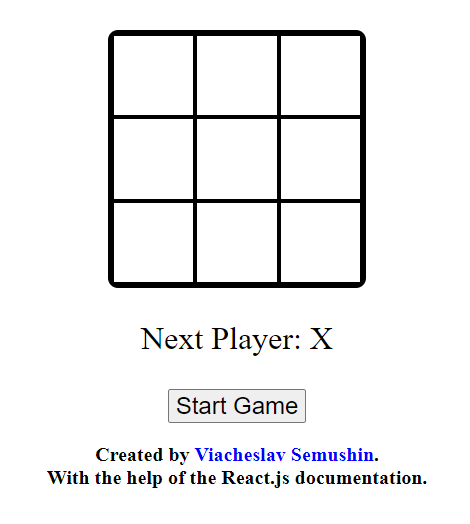 Next Player: X
Start Game
Created by Viacheslav Semushin.
With the help of the React.js documentation.